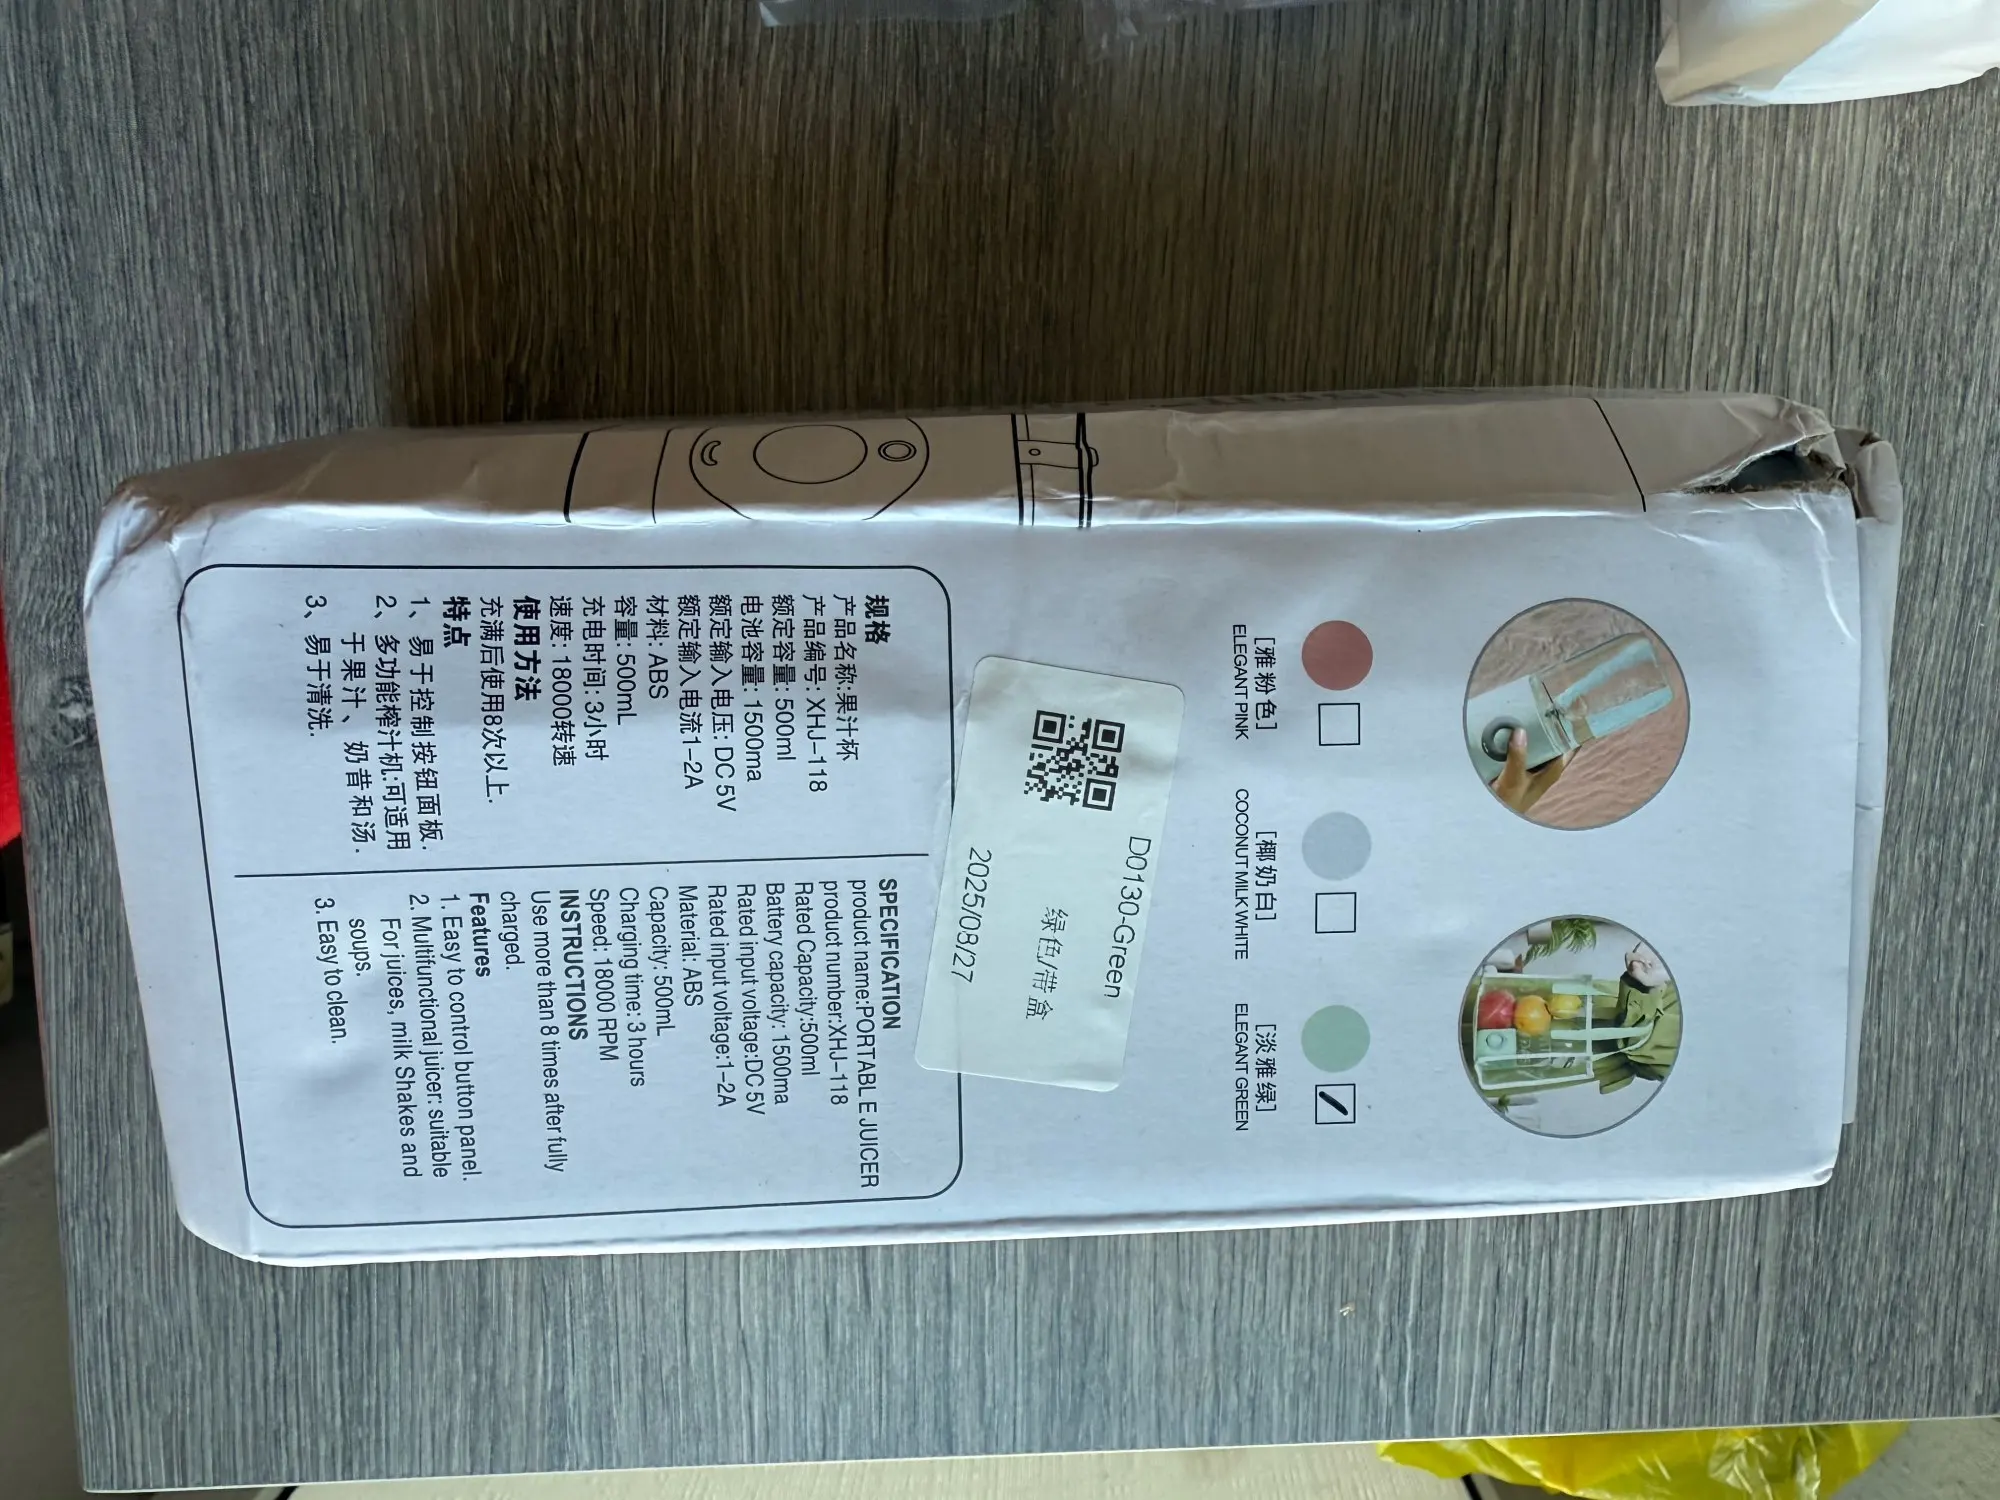 [雅粉色]
ELEGANT PINK
[椰奶白]
COCONUT MILK WHITE
[淡雅绿]
ELEGANT GREEN
D0130-Green
绿色/带盒
2025/08/27
规格
产品名称:果汁杯
产品编号: XHJ-118
额定容量: 500ml
电池容量: 1500ma
额定输入电压: DC 5V
额定输入电流1-2A
材料: ABS
容量: 500mL
充电时间: 3小时
速度: 18000转速
使用方法
充满后使用8次以上.
特点
1、易于控制按钮面板.
2、多功能榨汁机:可适用
于果汁、奶昔和汤.
3、易于清洗.
SPECIFICATION
product name:PORTABL E JUICER
product number:XHJ-118
Rated Capacity:500ml
Battery capacity: 1500ma
Rated input voltage:DC 5V
Rated input voltage:1-2A
Material: ABS
Capacity: 500mL
Charging time: 3 hours
Speed: 18000 RPM
INSTRUCTIONS
Use more than 8 times after fully
charged.
Features
1. Easy to control button panel.
2. Multifunctional juicer: suitable
For juices, milk Shakes and
soups.
3. Easy to clean.